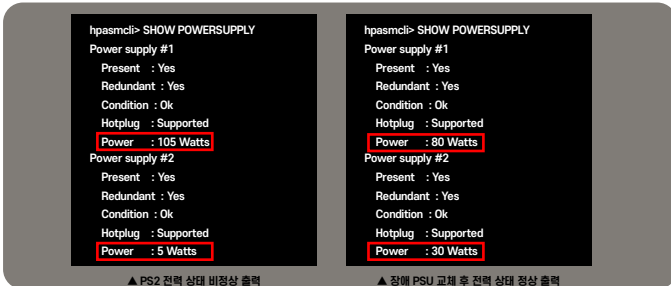 hpasmcli> SHOW POWERSUPPLY
Power supply #1
Present : Yes
Redundant : Yes
Condition : Ok
Hotplug : Supported
Power : 105 Watts
Power supply #2
Present : Yes
Redundant : Yes
Condition : Ok
Hotplug : Supported
Power : 5 Watts
▲ PS2 전력 상태 비정상 출력
hpasmcli> SHOW POWERSUPPLY
Power supply #1
Present : Yes
Redundant : Yes
Condition : Ok
Hotplug : Supported
Power : 80 Watts
Power supply #2
Present : Yes
Redundant : Yes
Condition : Ok
Hotplug : Supported
Power : 30 Watts
▲ 장애 PSU 교체 후 전력 상태 정상 출력